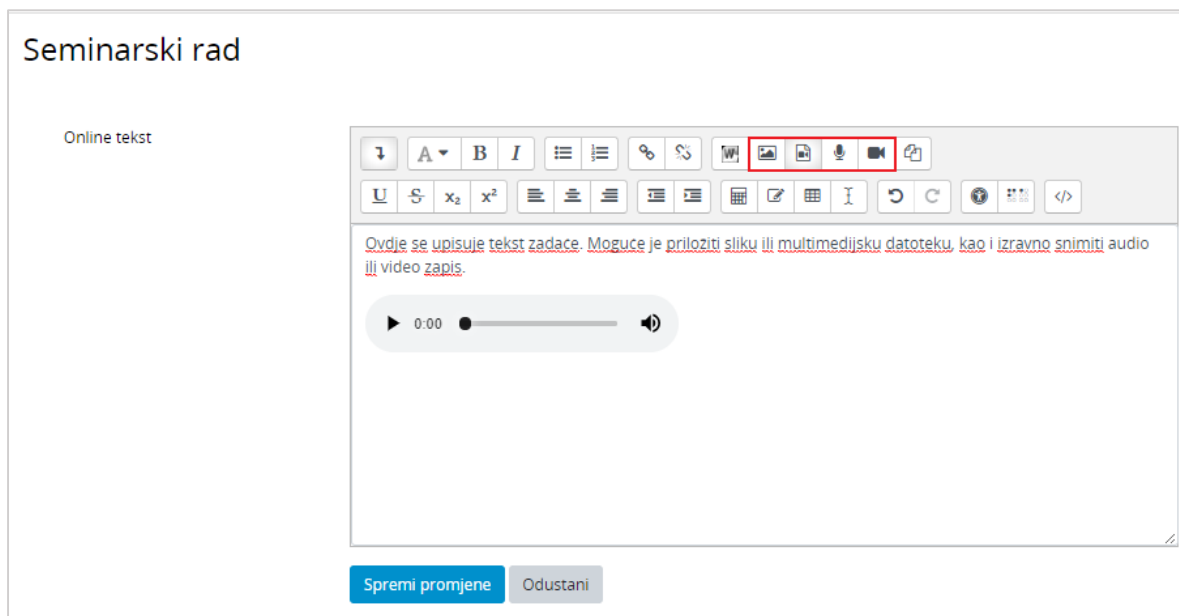 Seminarski rad
Online tekst
Ovdje se upisuje tekst zadace. Moguce je priložiti sliku ili multimedijsku datoteku, kao i izravno snimiti audio
ili video zapis.
0:00
Spremi promjene Odustani